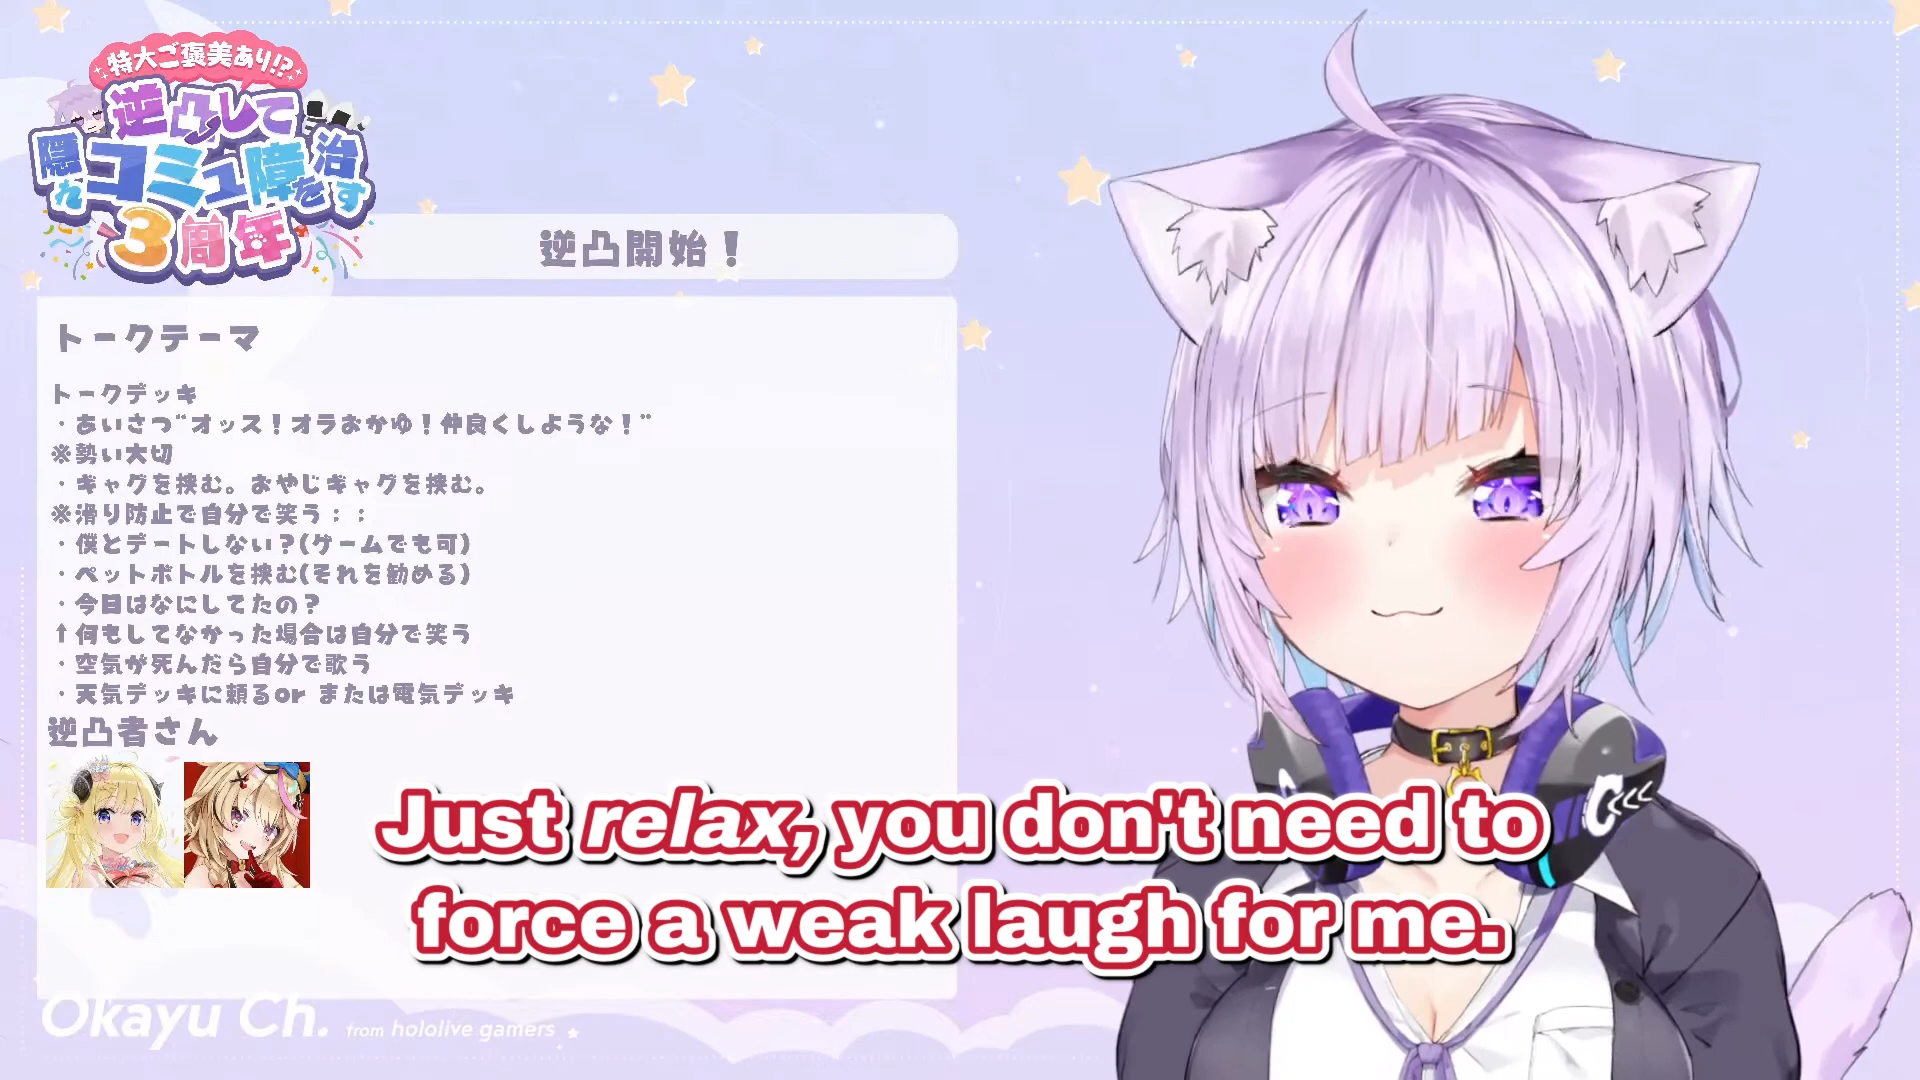 特大ご褒美あり!?
逆凸して
隠れコミュ障を治す
3周年
逆凸開始！
トークテーマ
トークデッキ
・あいさつ“オッス！オラおかゆ！仲良くしような！”
※勢い大切
・ギャグを挟む。おやじギャグを挟む。
※滑り防止で自分で笑う；；
・僕とデートしない？(ゲームでも可)
・ペットボトルを挟む(それを勧める)
・今日はなにしてたの？
↑何もしてなかった場合は自分で笑う
・空気が死んだら自分で歌う
・天気デッキに頼るor または電気デッキ
逆凸者さん
Just relax, you don't need to
force a weak laugh for me.
Okayu Ch. from hololive gamers